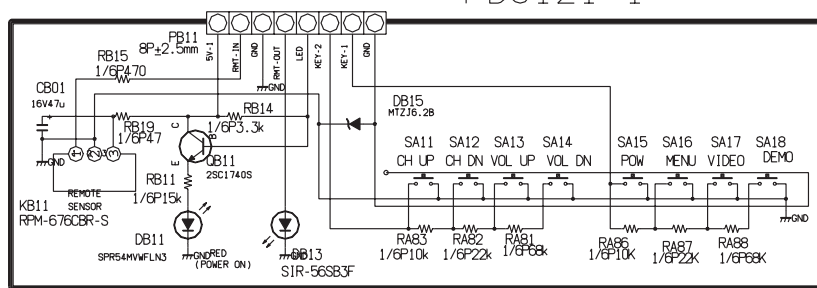 PB11
8P±2.5mm
5V-1
RMT-IN
GND
RMT-OUT
LED
KEY-2
KEY-1
GND
RB15
1/6P470
GND
CB01
16V47u
RB14
1/6P3.3k
DB15
MTZJ6.2B
RB19
1/6P47
C
B
E
QB11
2SC1740S
GND
1 2 3
REMOTE
SENSOR
KB11
RPM-676CBR-S
RB11
1/6P15k
DB11
SPR54MVWFLN3
GND
RED
(POWER ON)
GND
DB13
SIR-56SB3F
SA11
CH UP
SA12
CH DN
SA13
VOL UP
SA14
VOL DN
SA15
POW
SA16
MENU
SA17
VIDEO
SA18
DEMO
GND
RA83
1/6P10k
RA82
1/6P22k
RA81
1/6P68k
RA86
1/6P10K
RA87
1/6P22K
RA88
1/6P68K